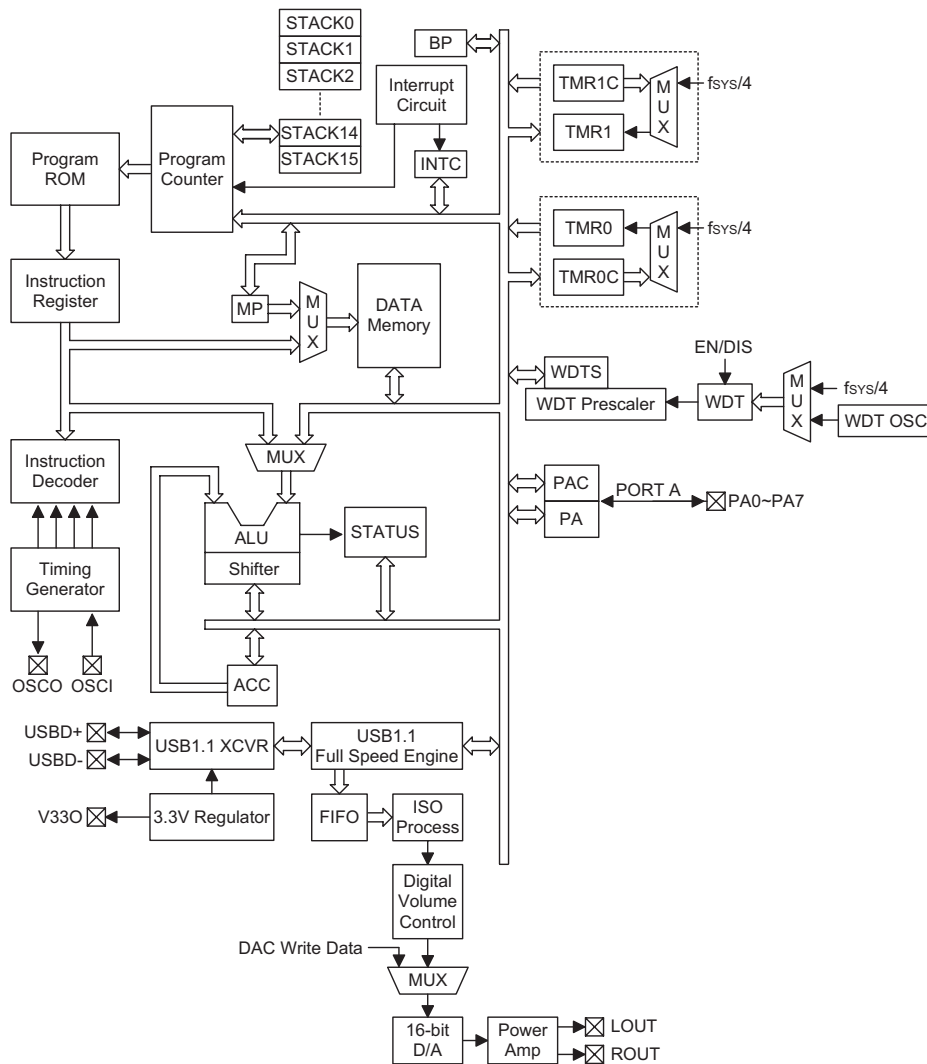 STACK0
STACK1
STACK2
STACK14
STACK15
BP
Interrupt
Circuit
INTC
Program
ROM
Program
Counter
TMR1C
TMR1
MUX
fSYS/4
TMR0
TMR0C
MUX
fSYS/4
Instruction
Register
MP
MUX
DATA
Memory
EN/DIS
WDTS
WDT Prescaler
WDT
MUX
fSYS/4
WDT OSC
Instruction
Decoder
MUX
ALU
Shifter
STATUS
PAC
PA
PORT A
PA0~PA7
Timing
Generator
OSCO
OSCI
ACC
USBD+
USBD-
USB1.1 XCVR
USB1.1
Full Speed Engine
V33O
3.3V Regulator
FIFO
ISO
Process
Digital
Volume
Control
DAC Write Data
MUX
16-bit
D/A
Power
Amp
LOUT
ROUT